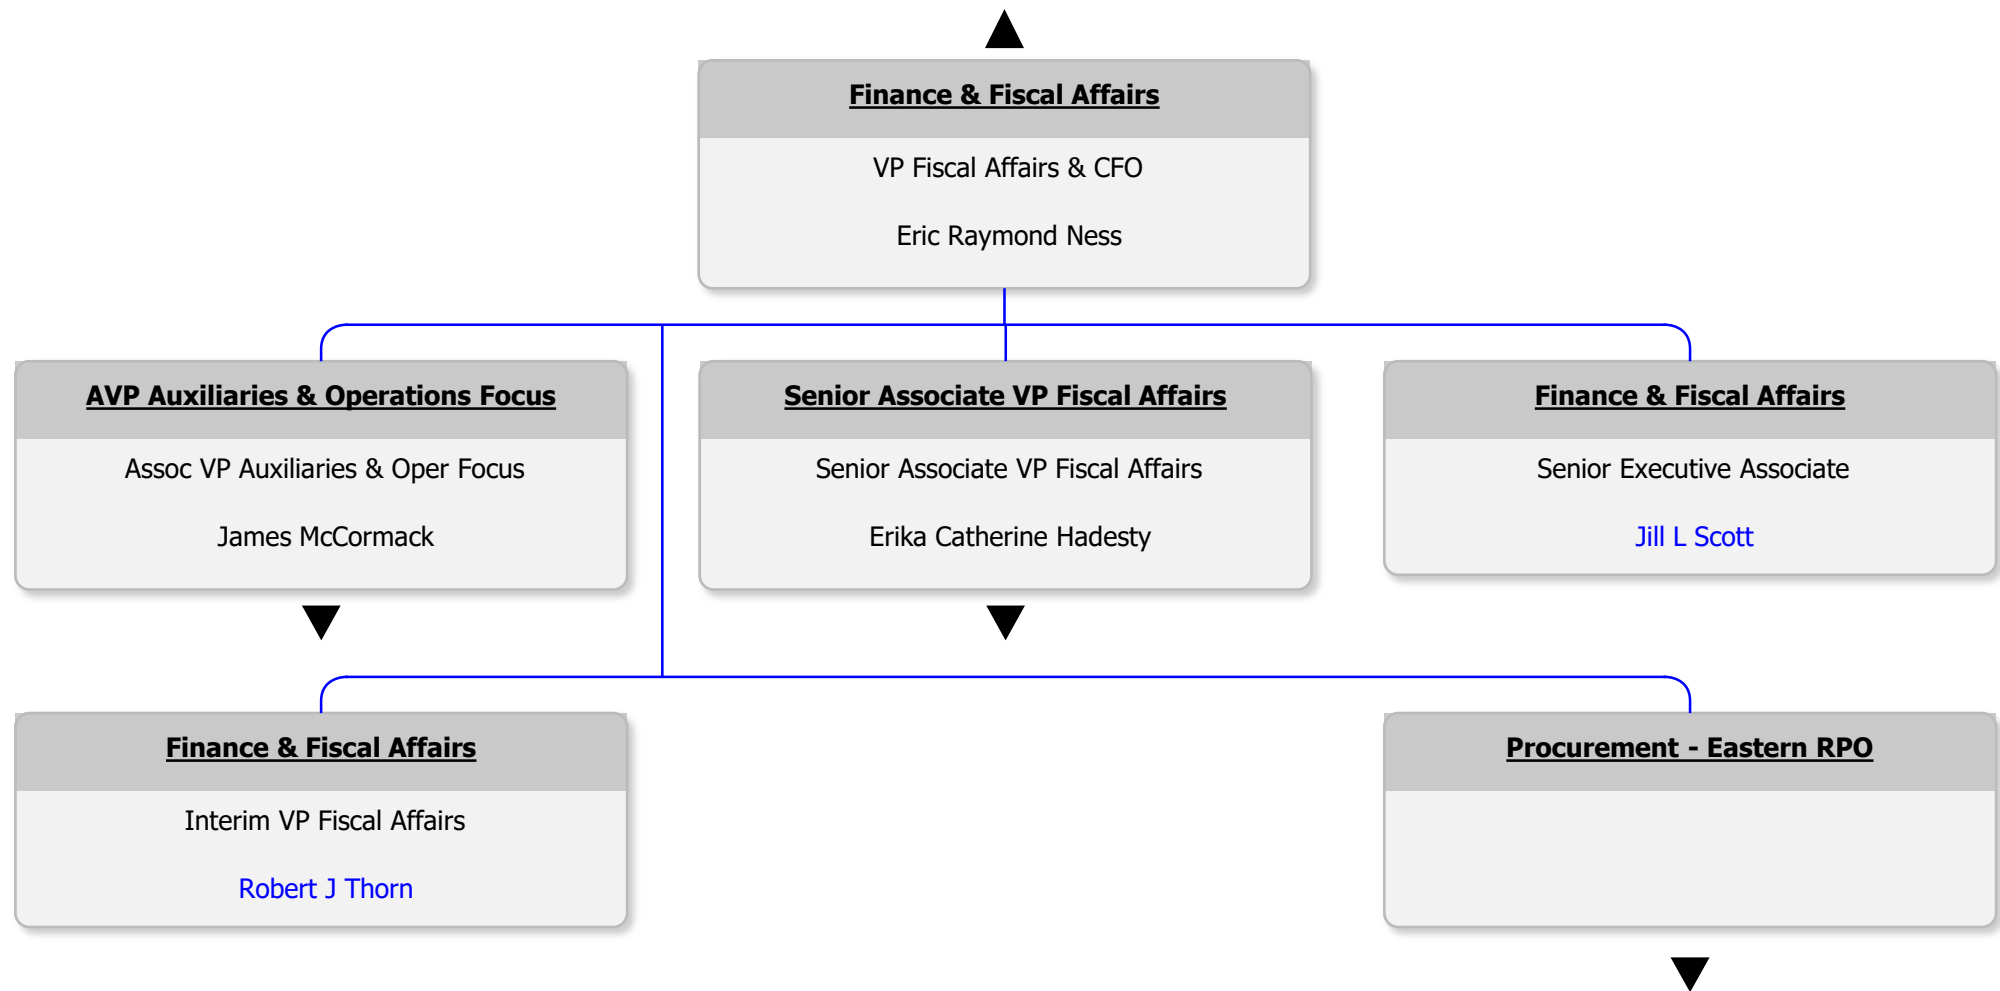 Finance & Fiscal Affairs
VP Fiscal Affairs & CFO
Eric Raymond Ness
AVP Auxiliaries & Operations Focus
Assoc VP Auxiliaries & Oper Focus
James McCormack
Senior Associate VP Fiscal Affairs
Senior Associate VP Fiscal Affairs
Erika Catherine Hadesty
Finance & Fiscal Affairs
Senior Executive Associate
Jill L Scott
Finance & Fiscal Affairs
Interim VP Fiscal Affairs
Robert J Thorn
Procurement - Eastern RPO